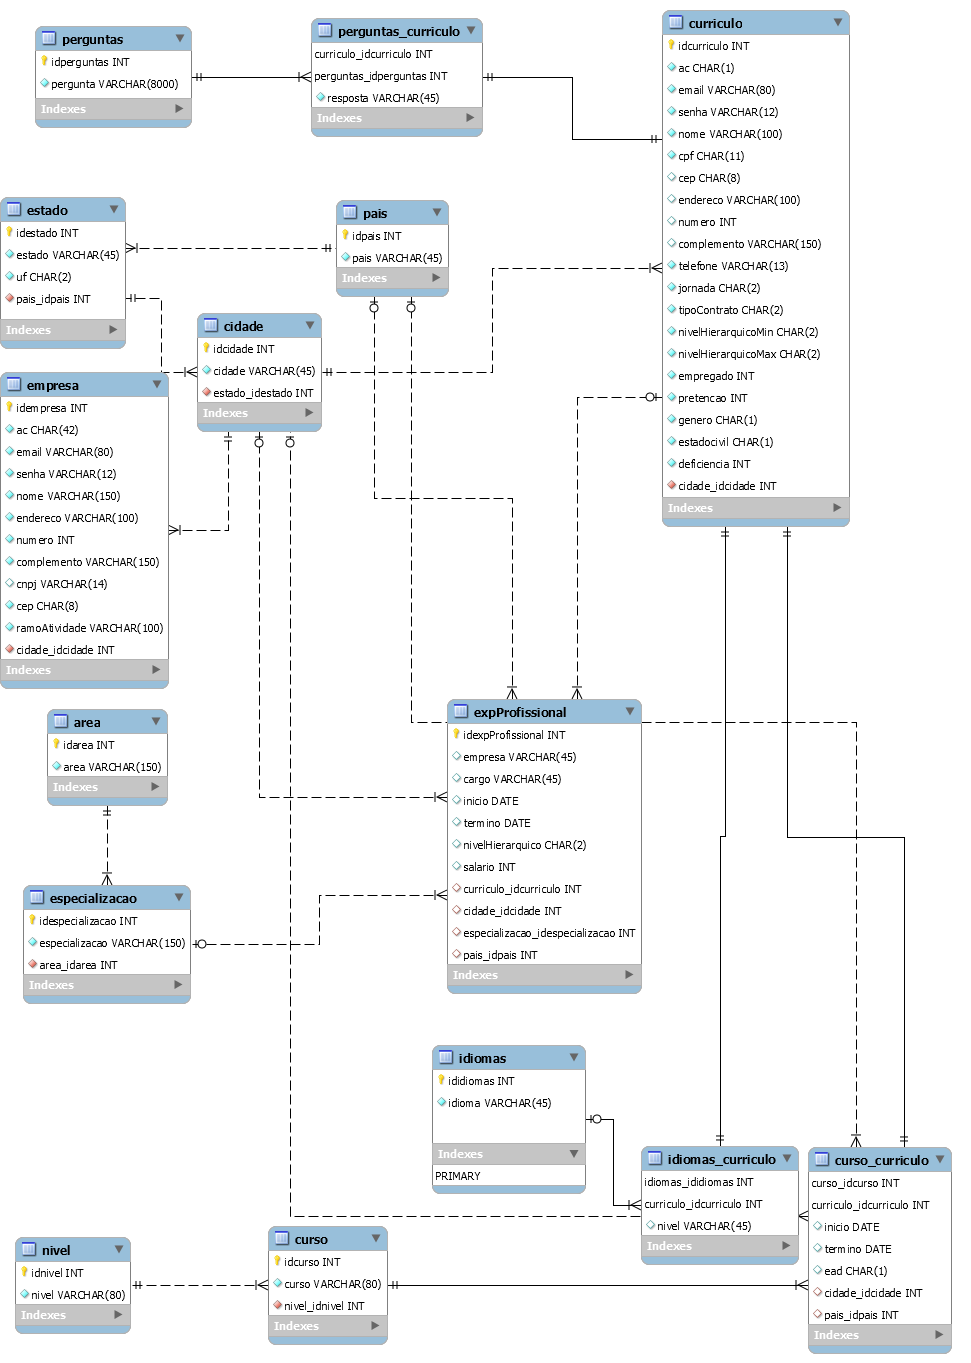 perguntas
idperguntas INT
pergunta VARCHAR(8000)
Indexes
perguntas_curriculo
curriculo_idcurriculo INT
perguntas_idperguntas INT
resposta VARCHAR(45)
Indexes
curriculo
idcurriculo INT
ac CHAR(1)
email VARCHAR(80)
senha VARCHAR(12)
nome VARCHAR(100)
cpf CHAR(11)
cep CHAR(8)
endereco VARCHAR(100)
numero INT
complemento VARCHAR(150)
telefone VARCHAR(13)
jornada CHAR(2)
tipoContrato CHAR(2)
nivelHierarquicoMin CHAR(2)
nivelHierarquicoMax CHAR(2)
empregado INT
pretencao INT
genero CHAR(1)
estadocivil CHAR(1)
deficiencia INT
cidade_idcidade INT
Indexes
estado
idestado INT
estado VARCHAR(45)
uf CHAR(2)
pais_idpais INT
Indexes
pais
idpais INT
pais VARCHAR(45)
Indexes
cidade
idcidade INT
cidade VARCHAR(45)
estado_idestado INT
Indexes
empresa
idempresa INT
ac CHAR(42)
email VARCHAR(80)
senha VARCHAR(12)
nome VARCHAR(150)
endereco VARCHAR(100)
numero INT
complemento VARCHAR(150)
cnpj VARCHAR(14)
cep CHAR(8)
ramoAtividade VARCHAR(100)
cidade_idcidade INT
Indexes
area
idarea INT
area VARCHAR(150)
Indexes
expProfissional
idexpProfissional INT
empresa VARCHAR(45)
cargo VARCHAR(45)
inicio DATE
termino DATE
nivelHierarquico CHAR(2)
salario INT
curriculo_idcurriculo INT
cidade_idcidade INT
especializacao_idespecializacao INT
pais_idpais INT
Indexes
especializacao
idespecializacao INT
especializacao VARCHAR(150)
area_idarea INT
Indexes
idiomas
ididiomas INT
idioma VARCHAR(45)
Indexes
PRIMARY
idiomas_curriculo
idiomas_ididiomas INT
curriculo_idcurriculo INT
nivel VARCHAR(45)
Indexes
curso_curriculo
curso_idcurso INT
curriculo_idcurriculo INT
inicio DATE
termino DATE
ead CHAR(1)
cidade_idcidade INT
pais_idpais INT
Indexes
nivel
idnivel INT
nivel VARCHAR(80)
Indexes
curso
idcurso INT
curso VARCHAR(80)
nivel_idnivel INT
Indexes